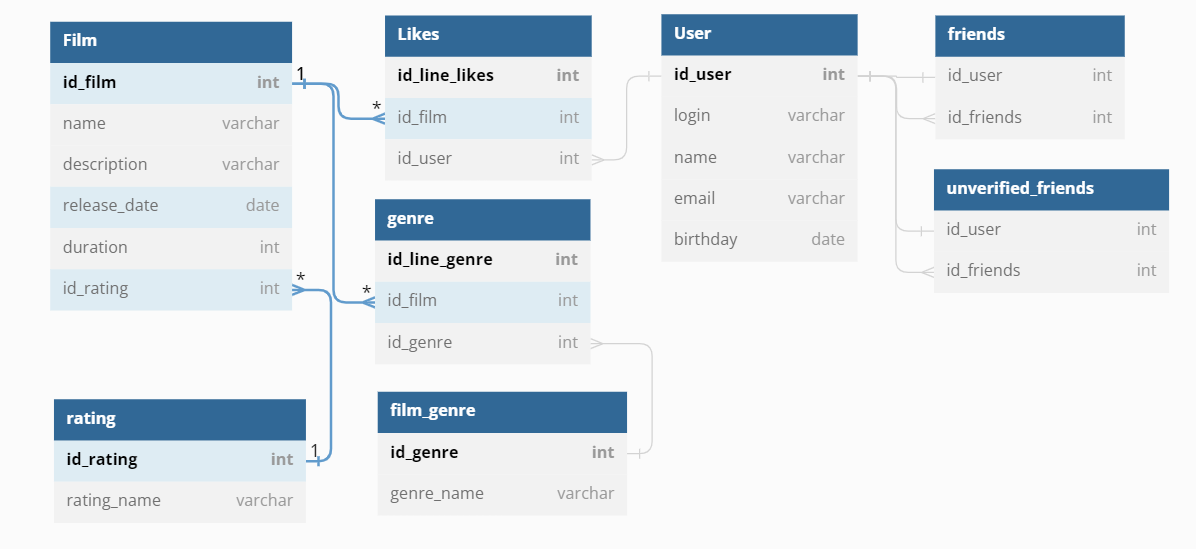 Film
id_film int
name varchar
description varchar
release_date date
duration int
id_rating int
1
*
*
*
1
Likes
id_line_likes int
id_film int
id_user int
genre
id_line_genre int
id_film int
id_genre int
rating
id_rating int
rating_name varchar
film_genre
id_genre int
genre_name varchar
User
id_user int
login varchar
name varchar
email varchar
birthday date
friends
id_user int
id_friends int
unverified_friends
id_user int
id_friends int